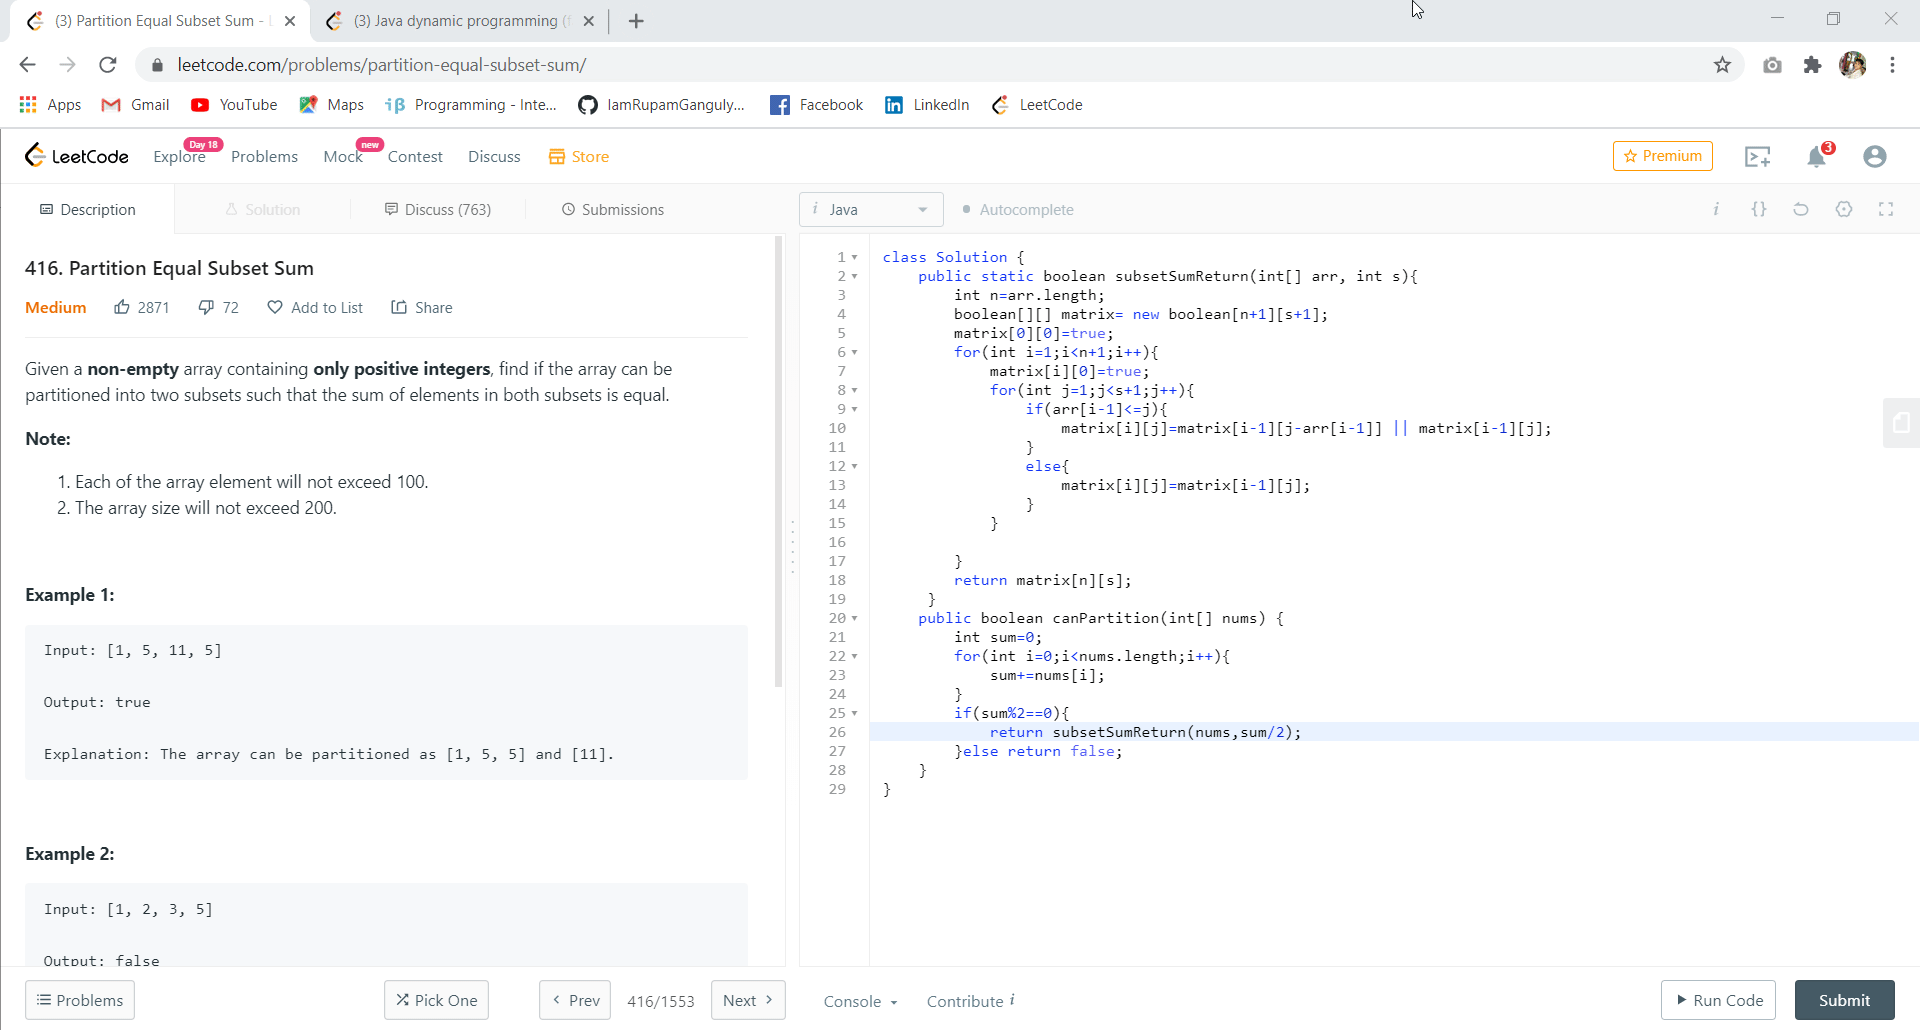 (3) Partition Equal Subset Sum -
(3) Java dynamic programming (
leetcode.com/problems/partition-equal-subset-sum/
Apps Gmail YouTube Maps Programming - Inte... IamRupamGanguly... Facebook LinkedIn LeetCode
LeetCode Explore Day 18 Problems Mock new Contest Discuss Store Premium 3
Description Solution Discuss (763) Submissions
i Java Autocomplete i {}
416. Partition Equal Subset Sum
Medium 2871 72 Add to List Share
Given a non-empty array containing only positive integers, find if the array can be
partitioned into two subsets such that the sum of elements in both subsets is equal.
Note:
1. Each of the array element will not exceed 100.
2. The array size will not exceed 200.
Example 1:
Input: [1, 5, 11, 5]
Output: true
Explanation: The array can be partitioned as [1, 5, 5] and [11].
Example 2:
Input: [1, 2, 3, 5]
Output: false
1 class Solution {
2 public static boolean subsetSumReturn(int[] arr, int s){
3 int n=arr.length;
4 boolean[][] matrix= new boolean[n+1][s+1];
5 matrix[0][0]=true;
6 for(int i=1;i<n+1;i++){
7 matrix[i][0]=true;
8 for(int j=1;j<s+1;j++){
9 if(arr[i-1]<=j){
10 matrix[i][j]=matrix[i-1][j-arr[i-1]] || matrix[i-1][j];
11 }
12 else{
13 matrix[i][j]=matrix[i-1][j];
14 }
15 }
16
17 }
18 return matrix[n][s];
19 }
20 public boolean canPartition(int[] nums) {
21 int sum=0;
22 for(int i=0;i<nums.length;i++){
23 sum+=nums[i];
24 }
25 if(sum%2==0){
26 return subsetSumReturn(nums,sum/2);
27 }else return false;
28 }
29 }
Problems Pick One Prev 416/1553 Next Console Contribute i Run Code Submit